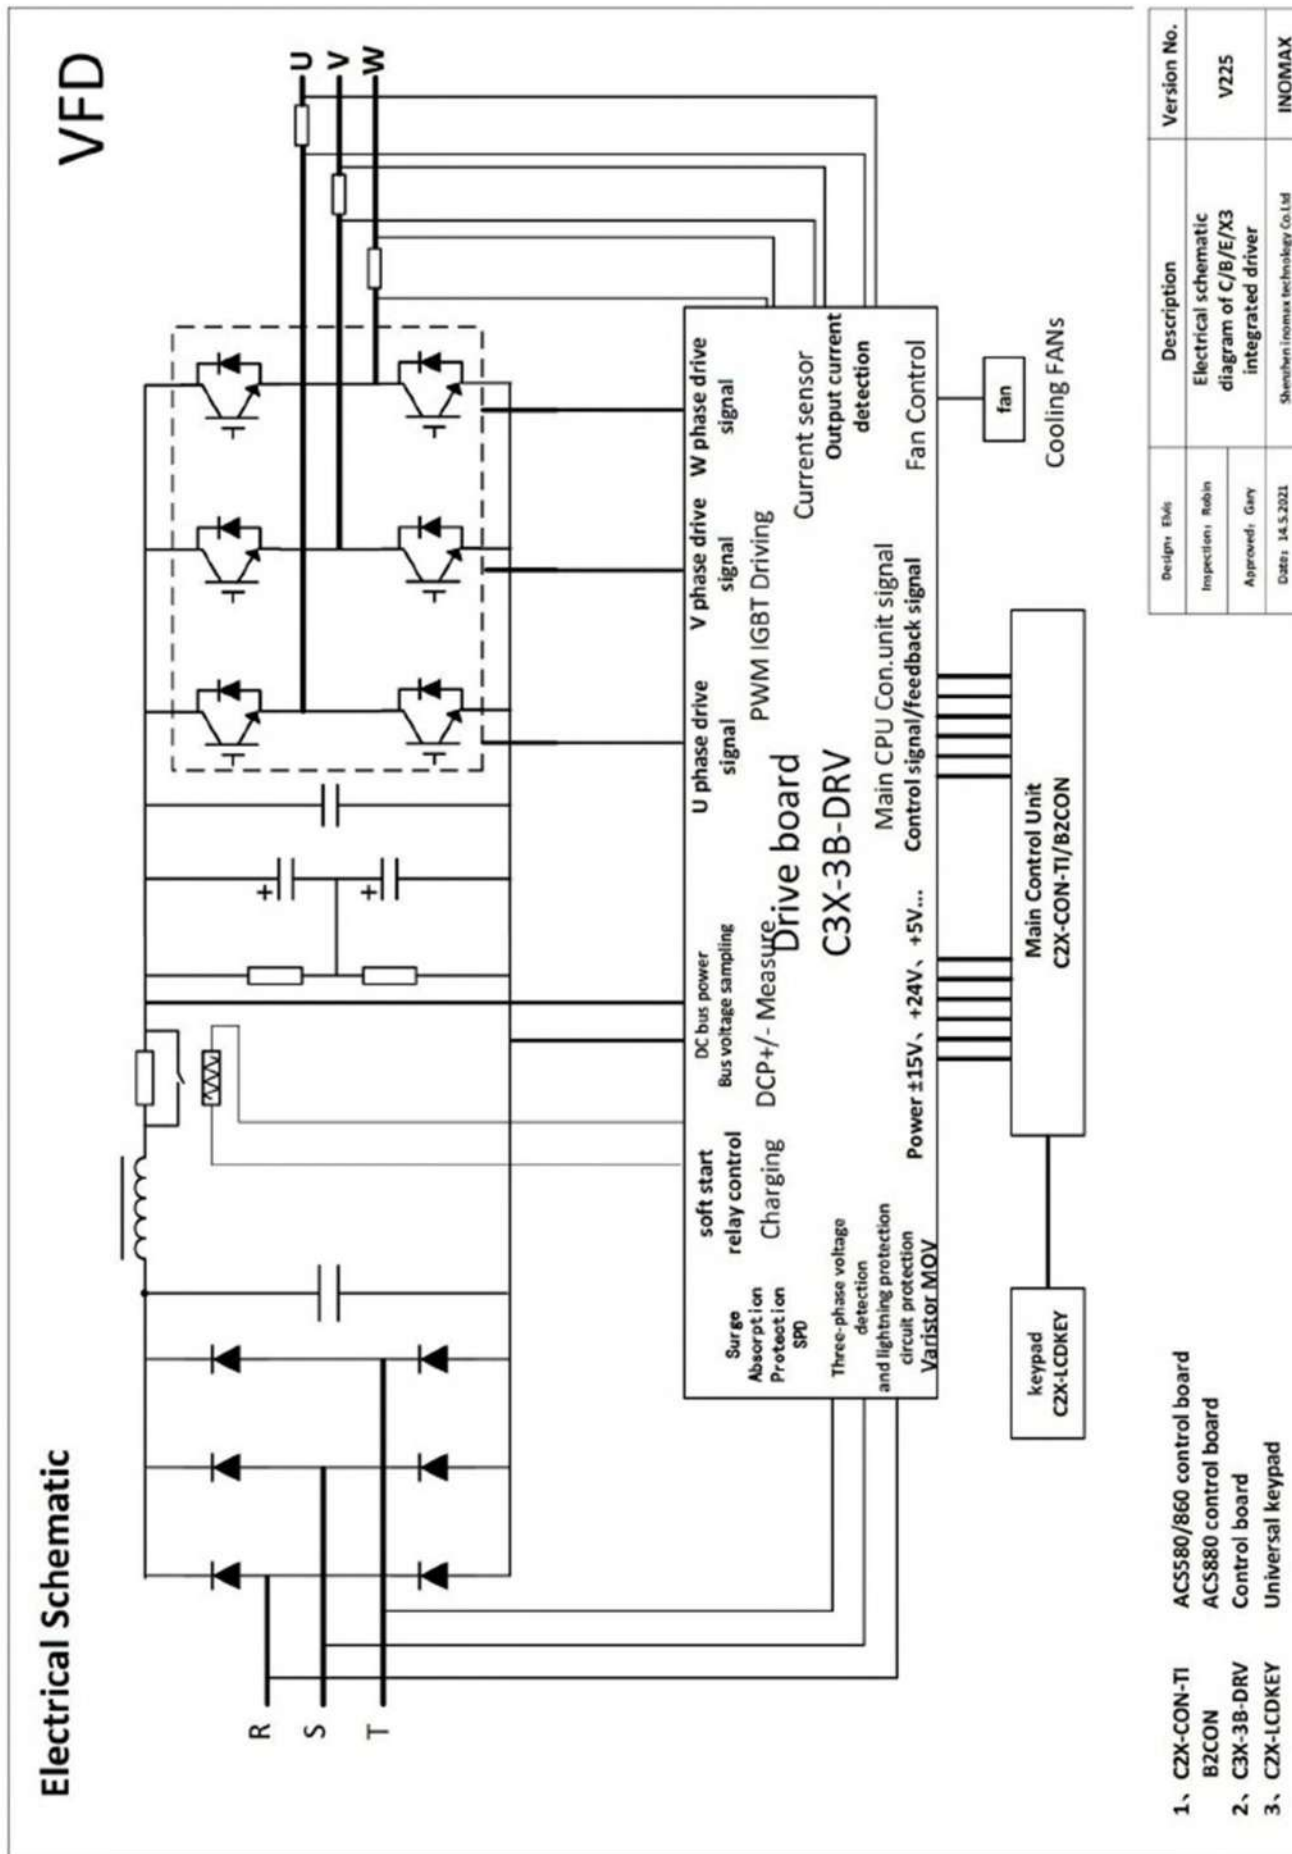 Electrical Schematic
VFD
U
V
W
R
S
T
+
+
soft start
relay control
Charging
DC bus power
Bus voltage sampling
DCP+/- Measure
U phase drive
signal
V phase drive
signal
W phase drive
signal
PWM IGBT Driving
Current sensor
Output current
detection
Surge
Absorption
Protection
SPD
Drive board
C3X-3B-DRV
Three-phase voltage
detection
and lightning protection
circuit protection
Varistor MOV
Power ±15V、+24V、+5V...
Main CPU Con.unit signal
Control signal/feedback signal
Fan Control
fan
Cooling FANs
keypad
C2X-LCDKEY
Main Control Unit
C2X-CON-TI/B2CON
1、 C2X-CON-TI ACS580/860 control board
B2CON ACS880 control board
2、 C3X-3B-DRV Control board
3、 C2X-LCDKEY Universal keypad
Design: Elvis
Description
Version No.
Inspection: Robin
Approved: Gary
Electrical schematic
diagram of C/B/E/X3
integrated driver
V225
Date: 14.5.2021
Shenzhen inomax technology Co.Ltd
INOMAX